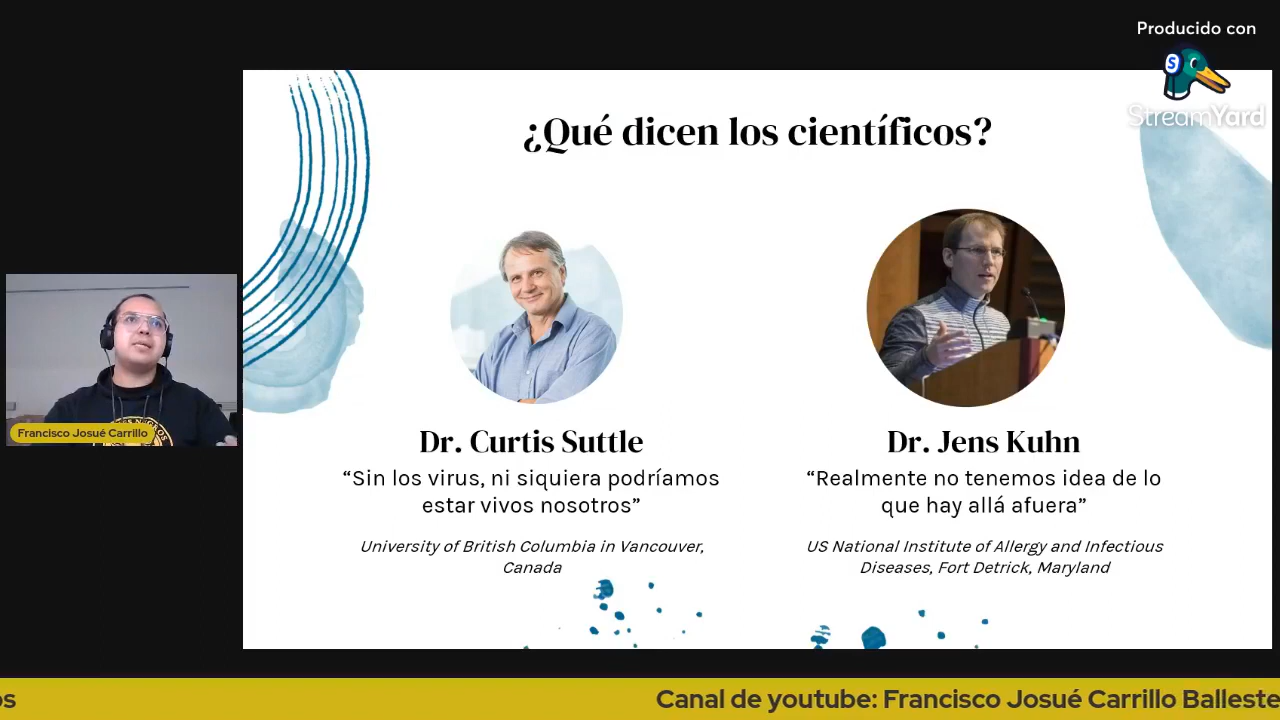 Producido con
StreamYard
¿Qué dicen los científicos?
Dr. Curtis Suttle
“Sin los virus, ni siquiera podríamos
estar vivos nosotros”
University of British Columbia in Vancouver,
Canada
Dr. Jens Kuhn
“Realmente no tenemos idea de lo
que hay allá afuera”
US National Institute of Allergy and Infectious
Diseases, Fort Detrick, Maryland
Francisco Josué Carrillo
os
Canal de youtube: Francisco Josué Carrillo Balleste